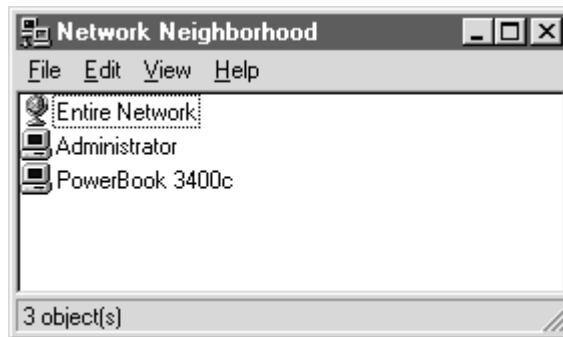 Network Neighborhood
File Edit View Help
Entire Network
Administrator
PowerBook 3400c
3 object(s)